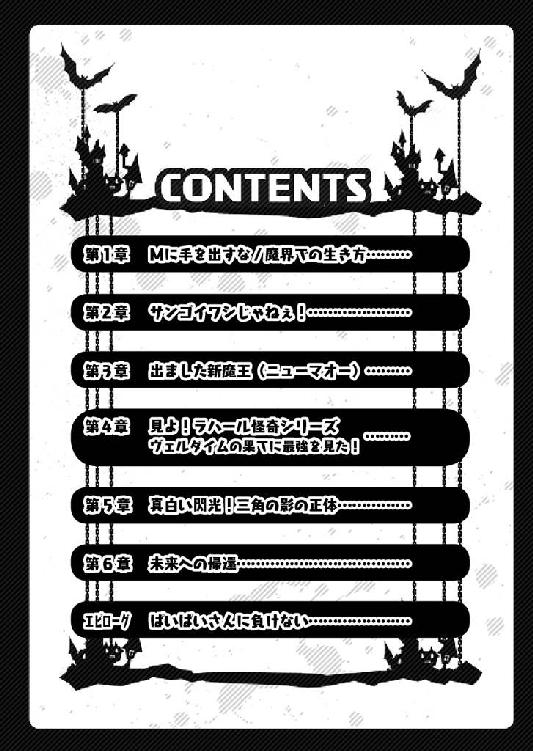 CONTENTS
第1章 Mに手を出すな/魔界での生き方………
第2章 サンゴイワシじゃねぇ!………………
第3章 出ました新魔王(ニューマオー)………
第4章 見よ!ラハール怪奇シリーズ
ヴェルダイムの果てに最強を見た!………
第5章 真白い閃光!三角の影の正体…………
第6章 未来への帰還…………………………
エピローグ ばいばいさんに負けない………………